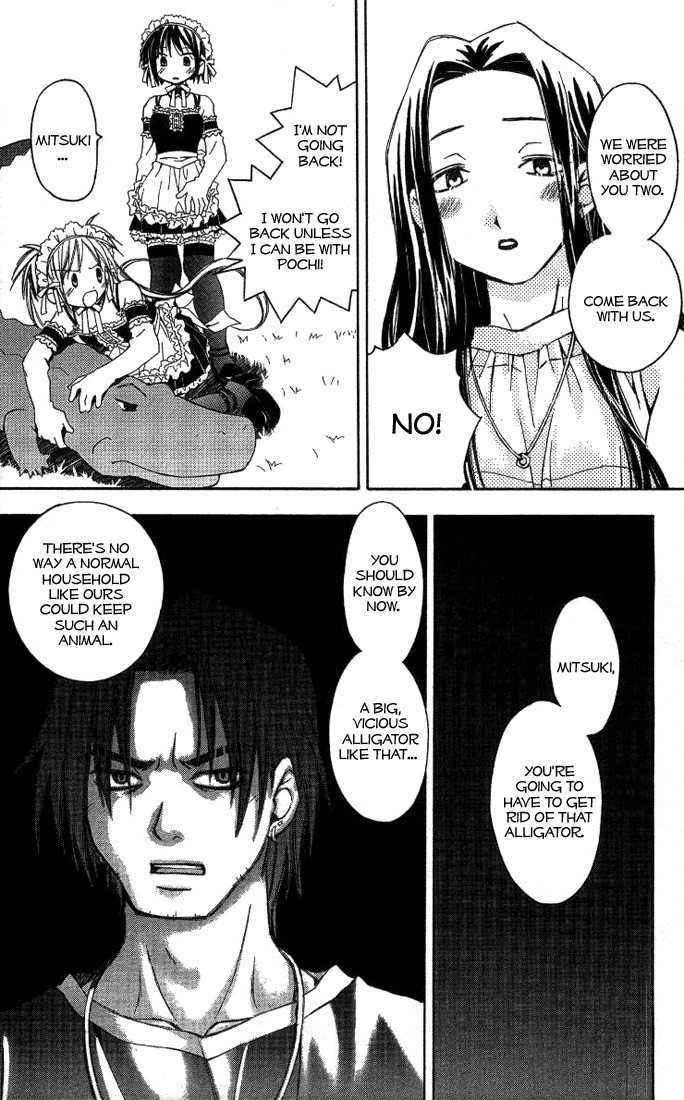 WE WERE
WORRIED
ABOUT
YOU TWO.
COME BACK
WITH US.
NO!
I'M NOT
GOING
BACK!
I WON'T GO
BACK UNLESS
I CAN BE WITH
POCHI!
MITSUKI
...
MITSUKI,
YOU'RE
GOING TO
HAVE TO GET
RID OF THAT
ALLIGATOR.
YOU
SHOULD
KNOW BY
NOW.
A BIG,
VICIOUS
ALLIGATOR
LIKE THAT...
THERE'S NO
WAY A NORMAL
HOUSEHOLD
LIKE OURS
COULD KEEP
SUCH AN
ANIMAL.